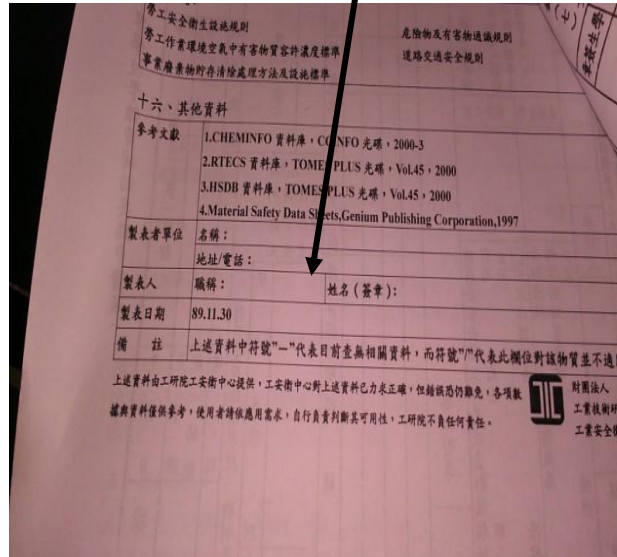 勞工安全衛生設施規則 危險物及有害物通識規則
勞工作業環境空氣中有害物質容許濃度標準 道路交通安全規則
事業廢棄物貯存清除處理方法及設施標準
十六、其他資料
參考文獻 1.CHEMINFO 資料庫，CCINFO 光碟，2000-3
2.RTECS 資料庫，TOMES PLUS 光碟，Vol.45，2000
3.HSDB 資料庫，TOMES PLUS 光碟，Vol.45，2000
4.Material Safety Data Sheets,Genium Publishing Corporation,1997
製表者單位 名稱：
地址/電話：
製表人 職稱： 姓名（簽章）：
製表日期 89.11.30
備 註 上述資料中符號"－"代表目前查無相關資料，而符號"/"代表此欄位對該物質並不適
上述資料由工研院工安衛中心提供，工安衛中心對上述資料已力求正確，但錯誤恐仍難免，各項數
據與資料僅供參考，使用者請依應用需求，自行負責判斷其可用性，工研院不負任何責任。
財團法人
工業技術研
工業安全衛